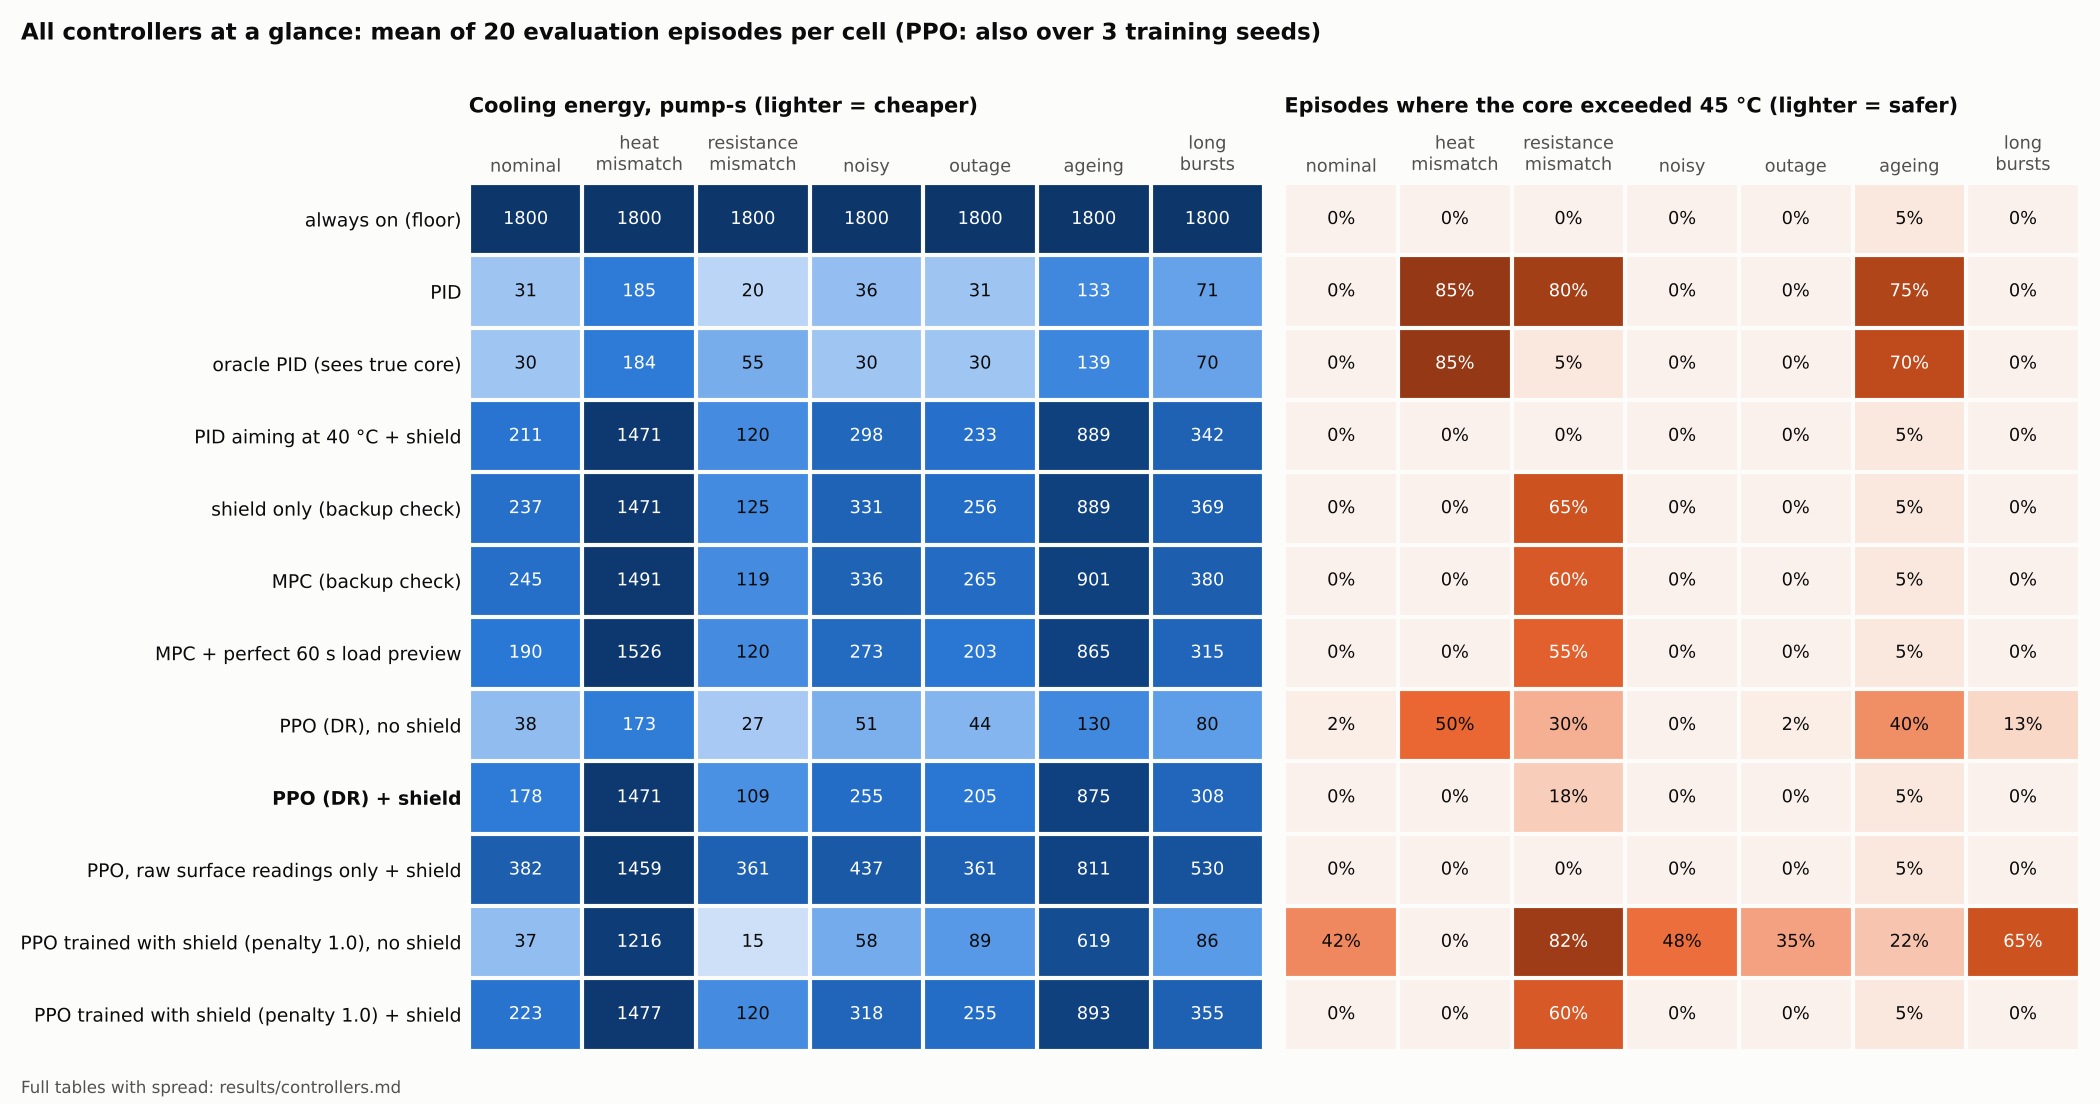 All controllers at a glance: mean of 20 evaluation episodes per cell (PPO: also over 3 training seeds)
Cooling energy, pump-s (lighter = cheaper)
Episodes where the core exceeded 45 °C (lighter = safer)
nominal heat mismatch resistance mismatch noisy outage ageing long bursts
nominal heat mismatch resistance mismatch noisy outage ageing long bursts
always on (floor) 1800 1800 1800 1800 1800 1800 1800 0% 0% 0% 0% 0% 5% 0%
PID 31 185 20 36 31 133 71 0% 85% 80% 0% 0% 75% 0%
oracle PID (sees true core) 30 184 55 30 30 139 70 0% 85% 5% 0% 0% 70% 0%
PID aiming at 40 °C + shield 211 1471 120 298 233 889 342 0% 0% 0% 0% 0% 5% 0%
shield only (backup check) 237 1471 125 331 256 889 369 0% 0% 65% 0% 0% 5% 0%
MPC (backup check) 245 1491 119 336 265 901 380 0% 0% 60% 0% 0% 5% 0%
MPC + perfect 60 s load preview 190 1526 120 273 203 865 315 0% 0% 55% 0% 0% 5% 0%
PPO (DR), no shield 38 173 27 51 44 130 80 2% 50% 30% 0% 2% 40% 13%
PPO (DR) + shield 178 1471 109 255 205 875 308 0% 0% 18% 0% 0% 5% 0%
PPO, raw surface readings only + shield 382 1459 361 437 361 811 530 0% 0% 0% 0% 0% 5% 0%
PPO trained with shield (penalty 1.0), no shield 37 1216 15 58 89 619 86 42% 0% 82% 48% 35% 22% 65%
PPO trained with shield (penalty 1.0) + shield 223 1477 120 318 255 893 355 0% 0% 60% 0% 0% 5% 0%
Full tables with spread: results/controllers.md